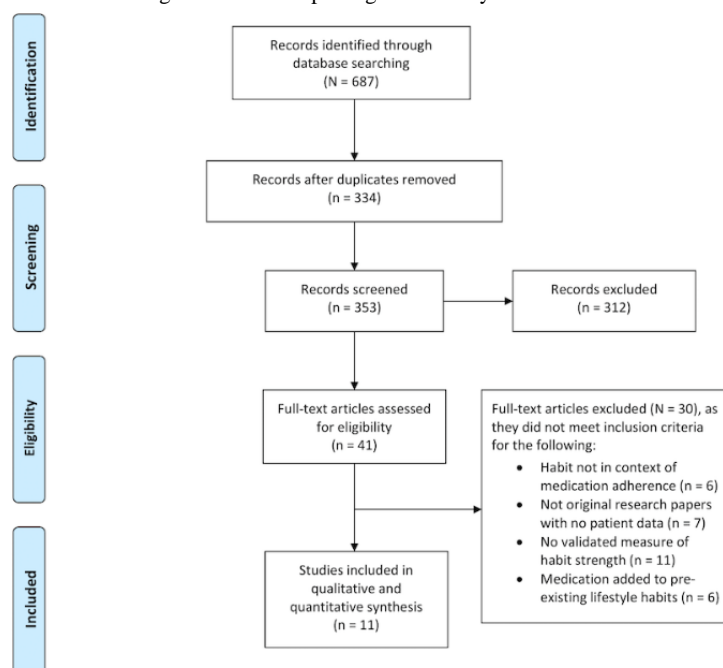 Identification
Records identified through
database searching
(N = 687)
Records after duplicates removed
(n = 334)
Screening
Records screened
(n = 353)
Records excluded
(n = 312)
Eligibility
Full-text articles assessed
for eligibility
(n = 41)
Full-text articles excluded (N = 30), as
they did not meet inclusion criteria
for the following:
• Habit not in context of
medication adherence (n = 6)
• Not original research papers
with no patient data (n = 7)
• No validated measure of
habit strength (n = 11)
• Medication added to pre-
existing lifestyle habits (n = 6)
Included
Studies included in
qualitative and
quantitative synthesis
(n = 11)